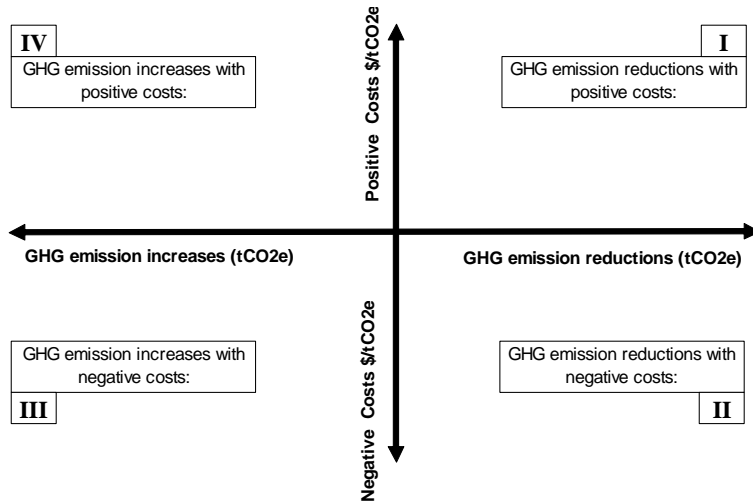 IV
GHG emission increases with
positive costs:
Positive Costs $/tCO2e
I
GHG emission reductions with
positive costs:
GHG emission increases (tCO2e)
GHG emission reductions (tCO2e)
GHG emission increases with
negative costs:
III
Negative Costs $/tCO2e
GHG emission reductions with
negative costs:
II